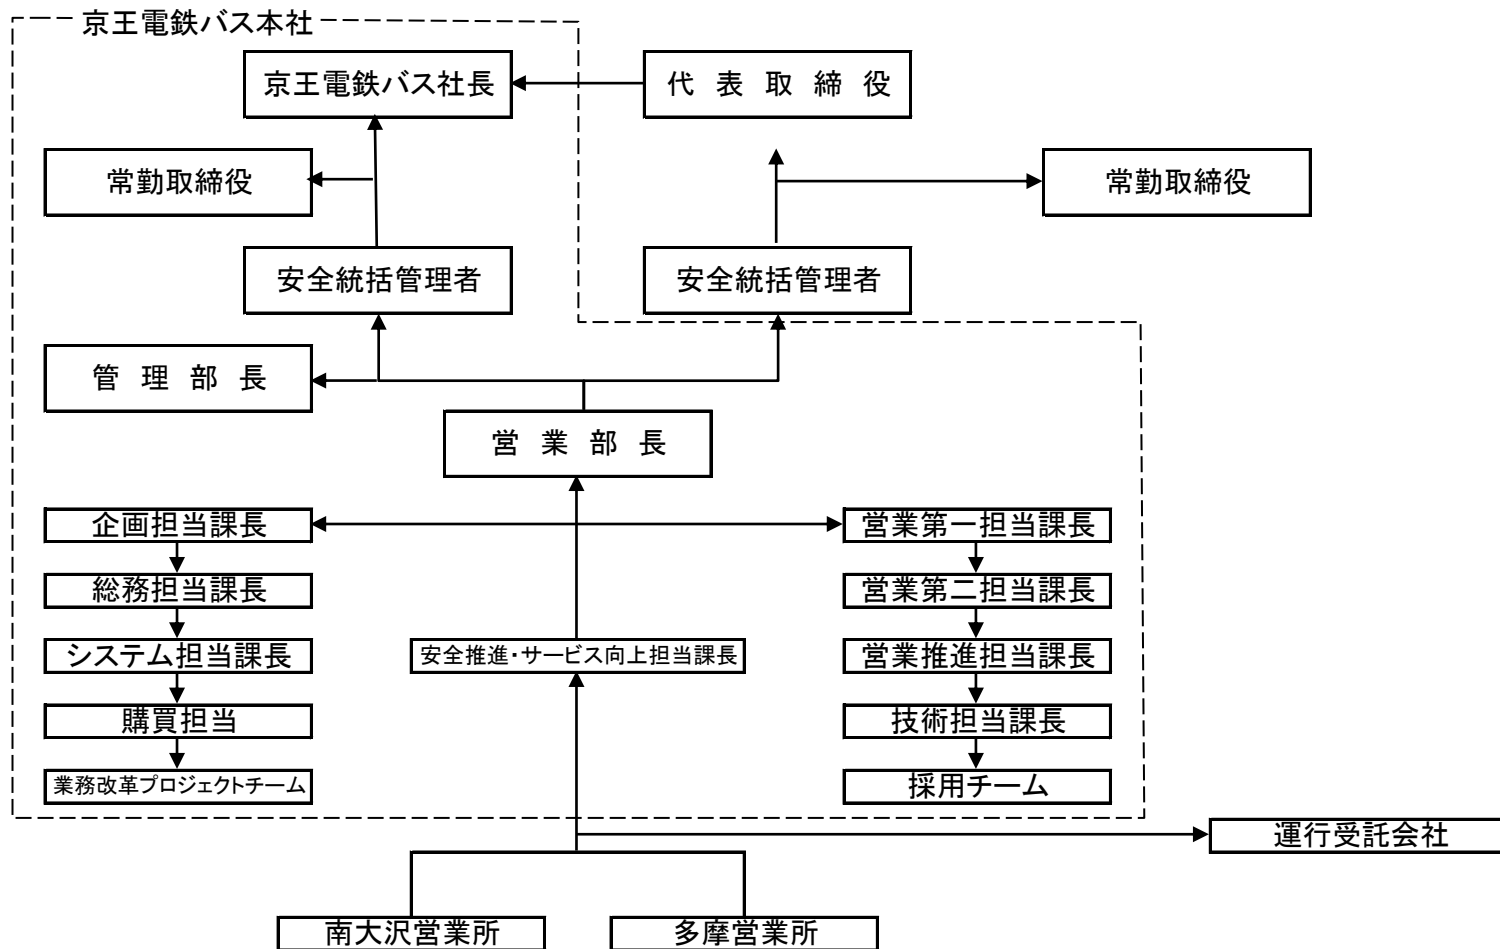 京王電鉄バス本社
京王電鉄バス社長
代表取締役
常勤取締役
常勤取締役
安全統括管理者
安全統括管理者
管理部長
営業部長
企画担当課長
営業第一担当課長
総務担当課長
営業第二担当課長
システム担当課長
安全推進・サービス向上担当課長
営業推進担当課長
購買担当
技術担当課長
業務改革プロジェクトチーム
採用チーム
運行受託会社
南大沢営業所
多摩営業所